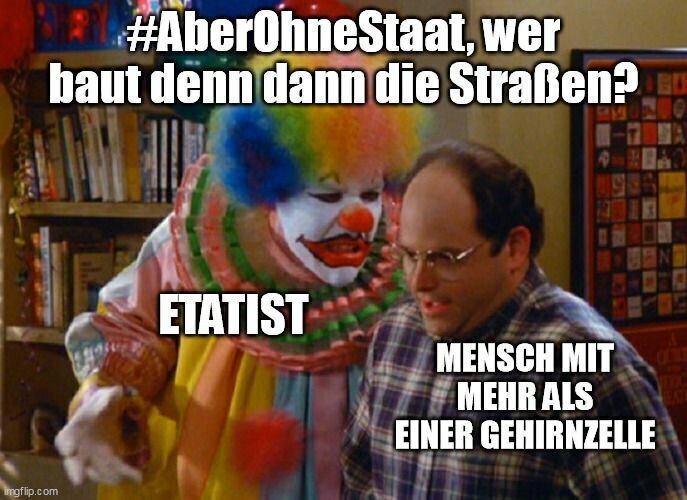 #AberOhneStaat, wer
baut denn dann die Straßen?
ETATIST
MENSCH MIT
MEHR ALS
EINER GEHIRNZELLE
imgflip.com